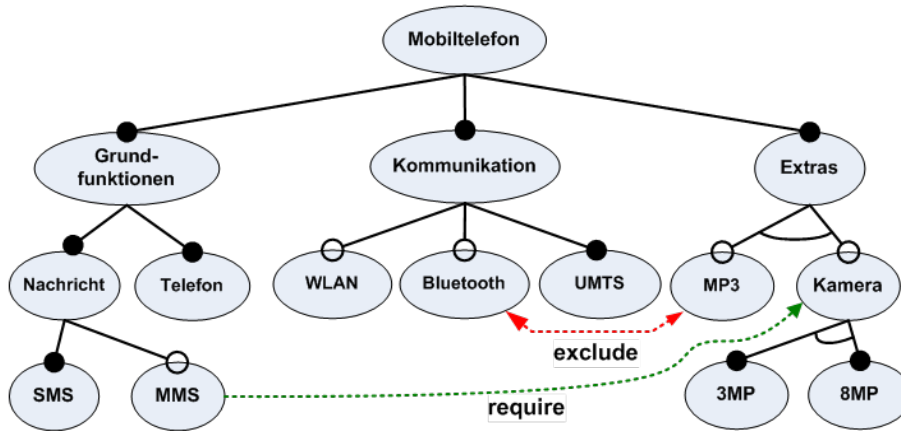 Mobiltelefon
Grund-
funktionen
Kommunikation
Extras
Nachricht
Telefon
WLAN
Bluetooth
UMTS
MP3
Kamera
exclude
SMS
MMS
require
3MP
8MP